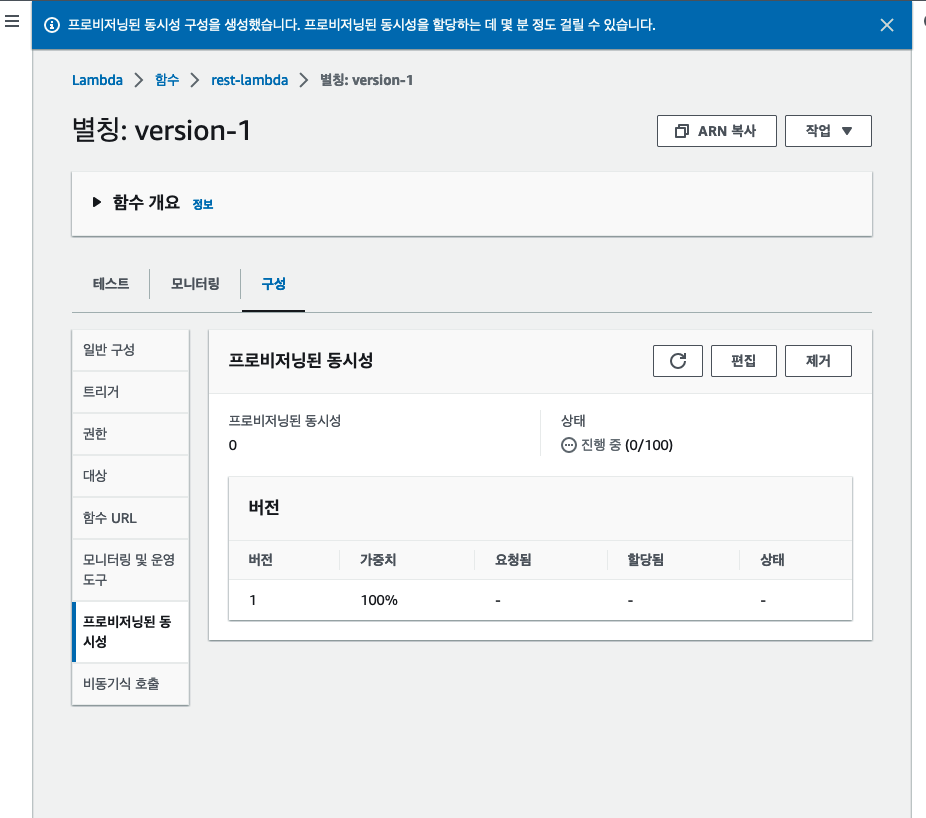 프로비저닝된 동시성 구성을 생성했습니다. 프로비저닝된 동시성을 할당하는 데 몇 분 정도 걸릴 수 있습니다.
Lambda 함수 rest-lambda 별칭: version-1
별칭: version-1
ARN 복사 작업
함수 개요 정보
테스트 모니터링 구성
일반 구성
트리거
권한
대상
함수 URL
모니터링 및 운영
도구
프로비저닝된 동
시성
비동기식 호출
프로비저닝된 동시성
편집 제거
프로비저닝된 동시성 상태
0 진행 중 (0/100)
버전
버전 가중치 요청됨 할당됨 상태
1 100% - - -